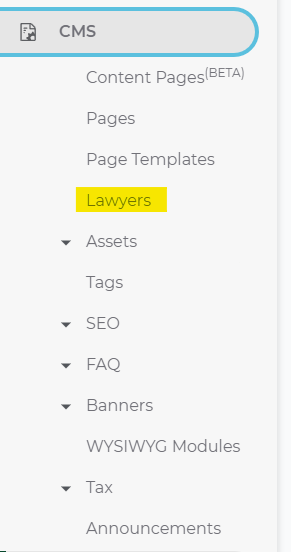 CMS
Content Pages(BETA)
Pages
Page Templates
Lawyers
Assets
Tags
SEO
FAQ
Banners
WYSIWYG Modules
Tax
Announcements